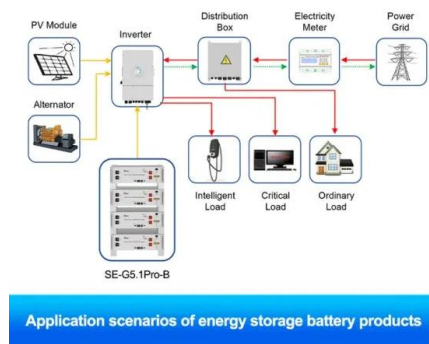 PV Module
Inverter
Distribution
Box
Electricity
Meter
Power
Grid
Alternator
Intelligent
Load
Critical
Load
Ordinary
Load
SE-G5.1Pro-B
Application scenarios of energy storage battery products